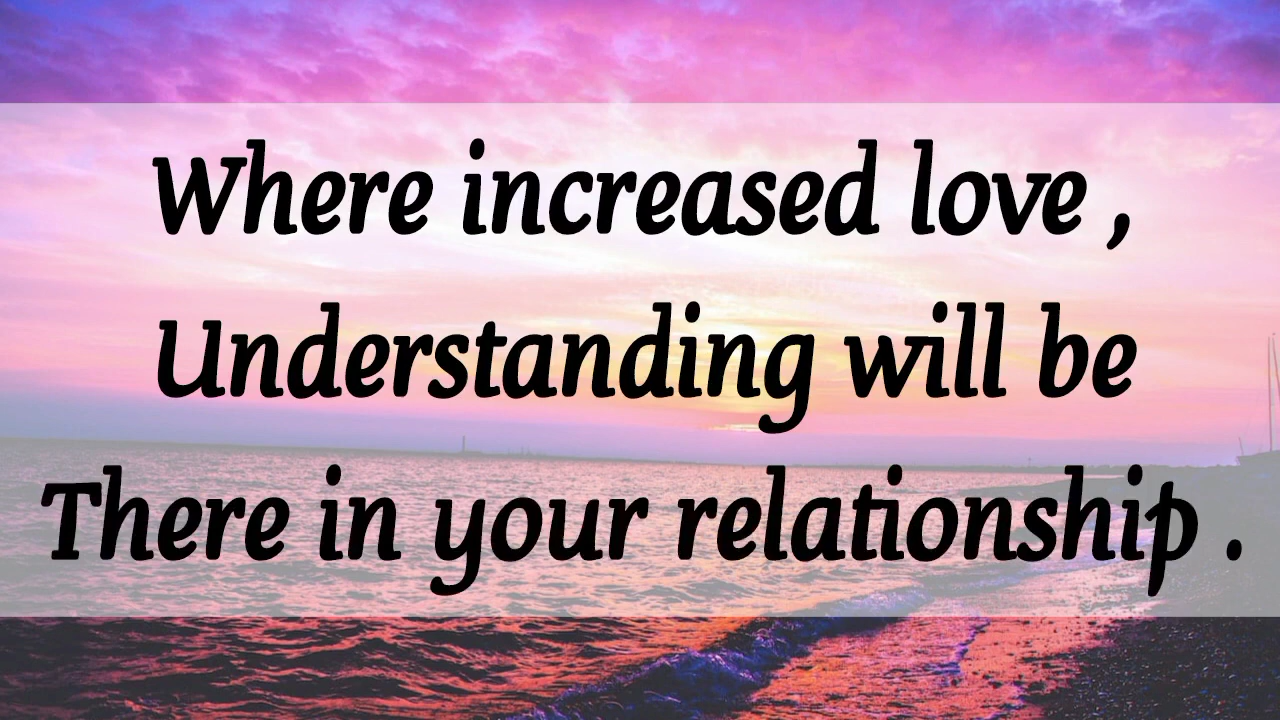 Where increased love ,
Understanding will be
There in your relationship .